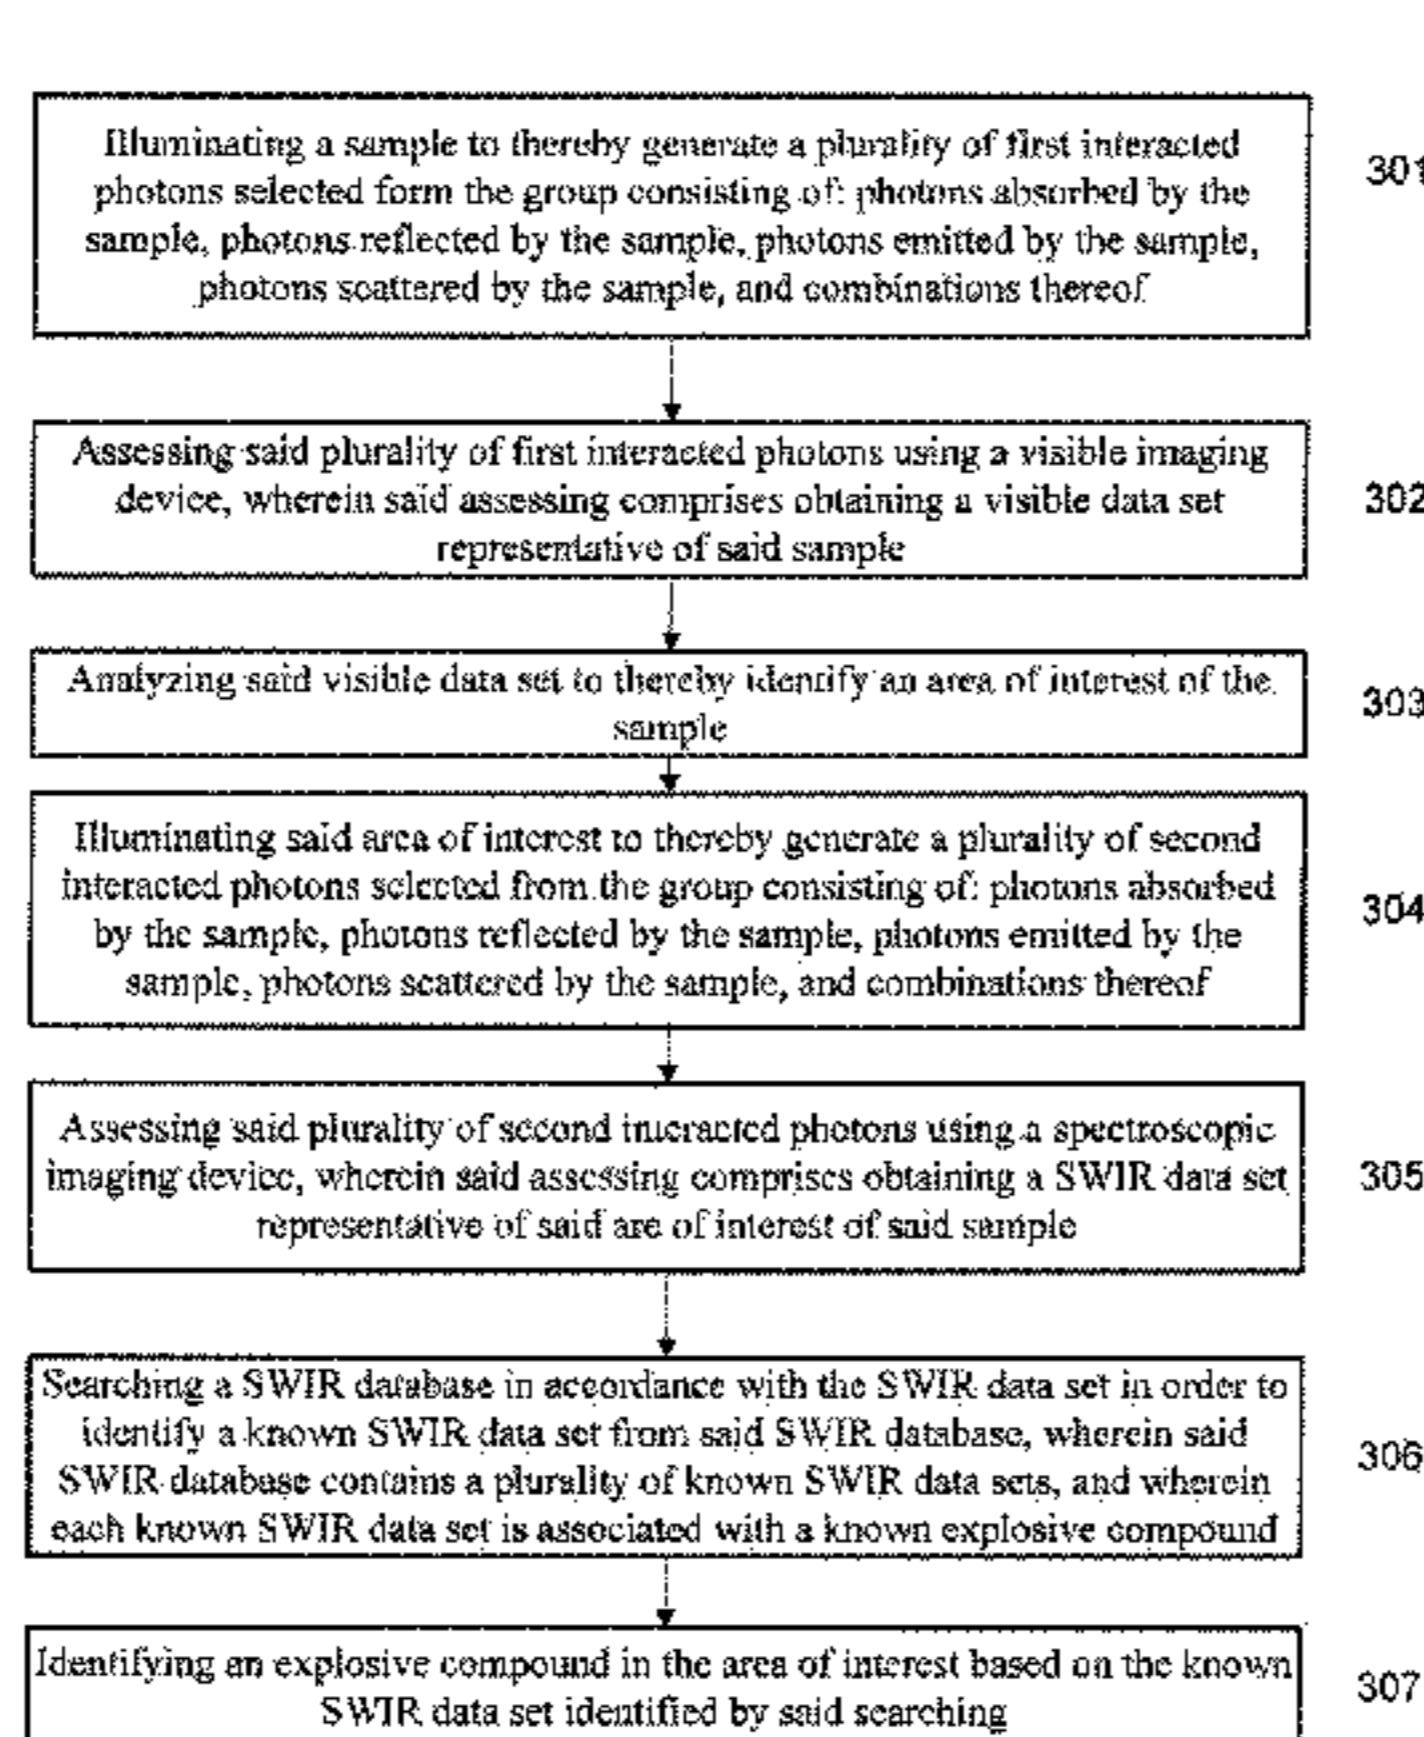 Illuminating a sample to thereby generate a plurality of first interacted
photons selected form the group consisting of: photons absorbed by the
sample, photons reflected by the sample, photons emitted by the sample,
photons scattered by the sample, and combinations thereof
301
Assessing said plurality of first interacted photons using a visible imaging
device, wherein said assessing comprises obtaining a visible data set
representative of said sample
302
Analyzing said visible data set to thereby identify an area of interest of the
sample
303
Illuminating said area of interest to thereby generate a plurality of second
interacted photons selected from the group consisting of: photons absorbed
by the sample, photons reflected by the sample, photons emitted by the
sample, photons scattered by the sample, and combinations thereof
304
Assessing said plurality of second interacted photons using a spectroscopic
imaging device, wherein said assessing comprises obtaining a SWIR data set
representative of said are of interest of said sample
305
Searching a SWIR database in accordance with the SWIR data set in order to
identify a known SWIR data set from said SWIR database, wherein said
SWIR database contains a plurality of known SWIR data sets, and wherein
each known SWIR data set is associated with a known explosive compound
306
Identifying an explosive compound in the area of interest based on the known
SWIR data set identified by said searching
307